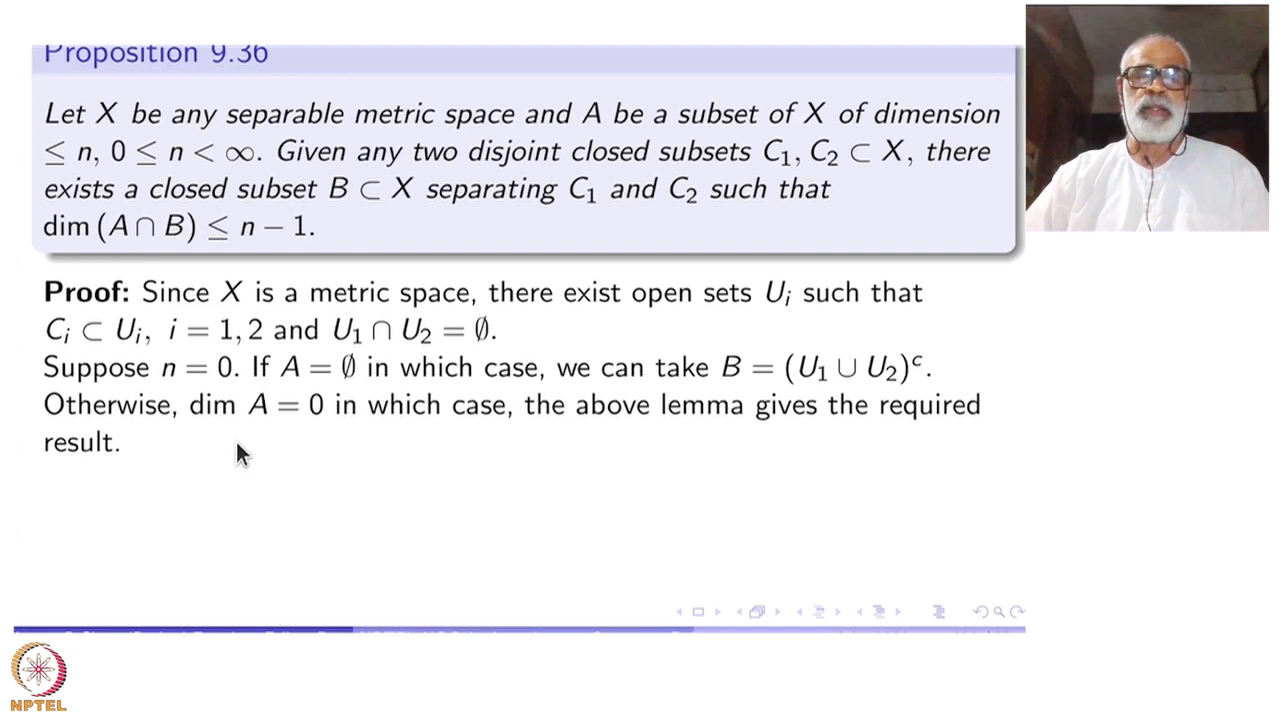 Proposition 9.36
Let X be any separable metric space and A be a subset of X of dimension
≤ n, 0 ≤ n < ∞. Given any two disjoint closed subsets C₁, C₂ ⊂ X, there
exists a closed subset B ⊂ X separating C₁ and C₂ such that
dim (A ∩ B) ≤ n − 1.
Proof: Since X is a metric space, there exist open sets Uᵢ such that
Cᵢ ⊂ Uᵢ, i = 1, 2 and U₁ ∩ U₂ = ∅.
Suppose n = 0. If A = ∅ in which case, we can take B = (U₁ ∪ U₂)ᶜ.
Otherwise, dim A = 0 in which case, the above lemma gives the required
result.
NPTEL